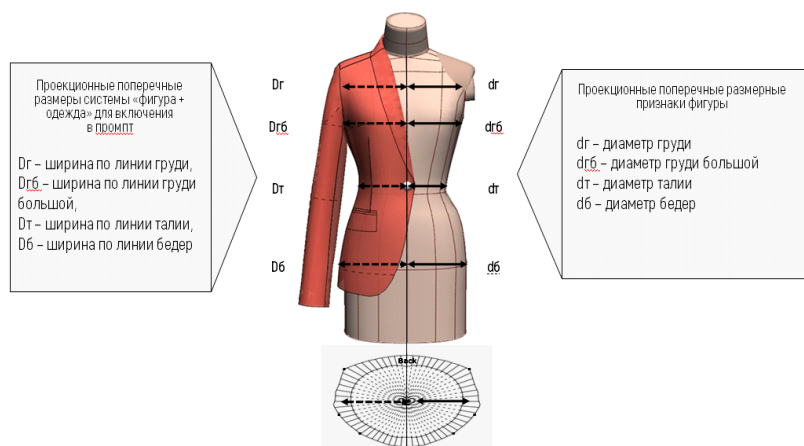 Проекционные поперечные
размеры системы «фигура +
одежда» для включения
в промпт
Dг – ширина по линии груди,
Dгб – ширина по линии груди
большой,
Dт – ширина по линии талии,
Dб – ширина по линии бедер
Dг
Dгб
Dт
Dб
dг
dгб
dт
dб
Проекционные поперечные размерные
признаки фигуры
dг – диаметр груди
dгб – диаметр груди большой
dт – диаметр талии
dб – диаметр бедер
Back